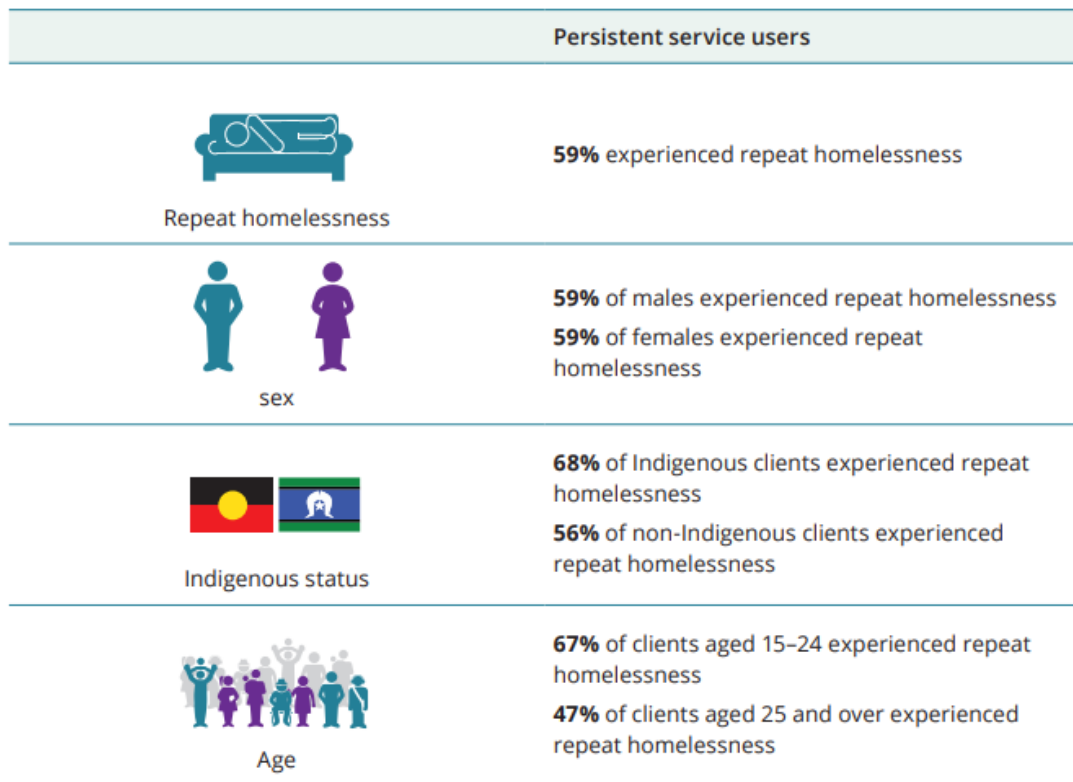 Persistent service users
Repeat homelessness
59% experienced repeat homelessness
sex
59% of males experienced repeat homelessness
59% of females experienced repeat
homelessness
Indigenous status
68% of Indigenous clients experienced repeat
homelessness
56% of non-Indigenous clients experienced
repeat homelessness
Age
67% of clients aged 15–24 experienced repeat
homelessness
47% of clients aged 25 and over experienced
repeat homelessness